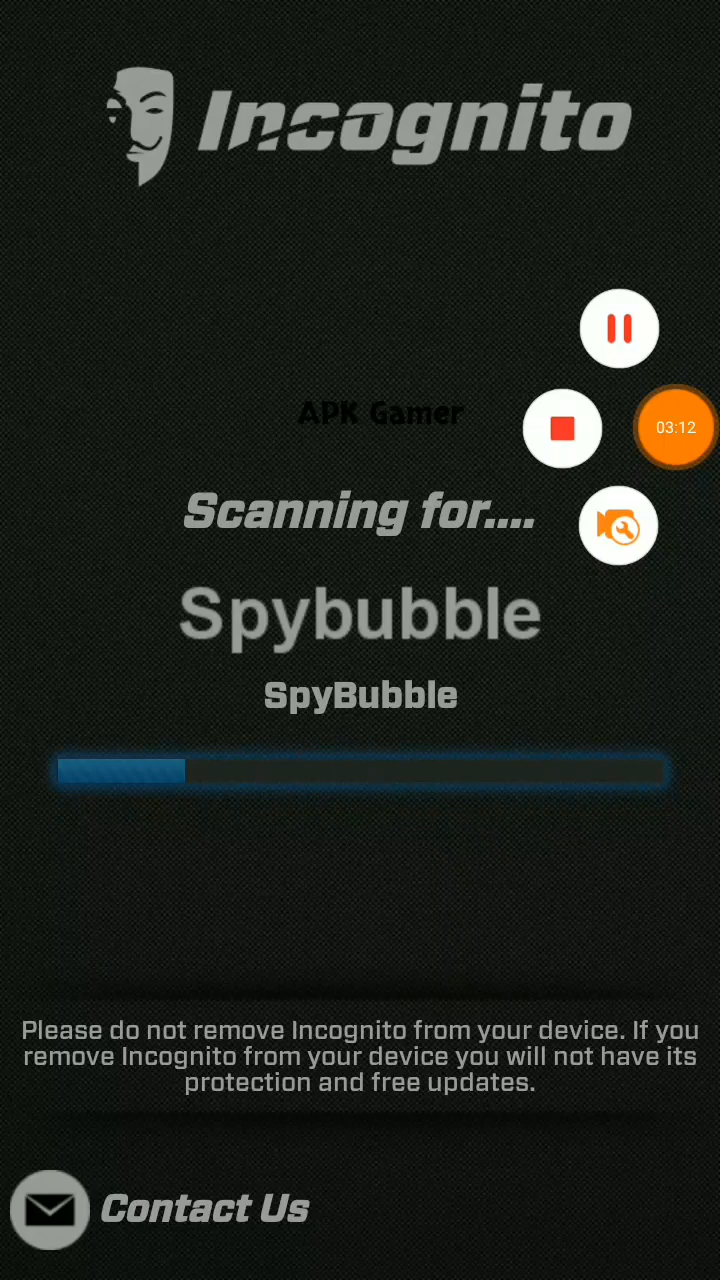 Incognito
APK Gamer
03:12
Scanning for....
Spybubble
SpyBubble
Please do not remove Incognito from your device. If you
remove Incognito from your device you will not have its
protection and free updates.
Contact Us